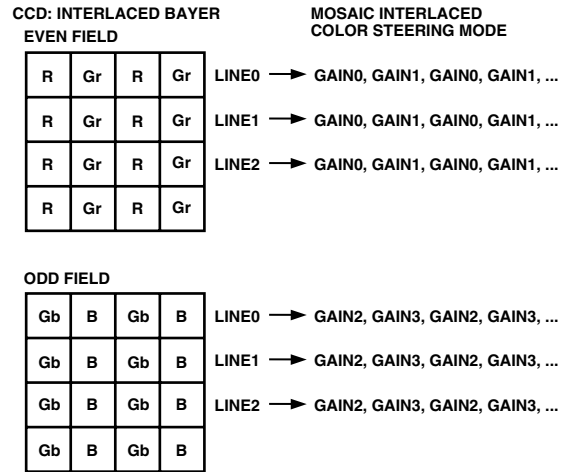 CCD: INTERLACED BAYER
EVEN FIELD
MOSAIC INTERLACED
COLOR STEERING MODE
R Gr R Gr LINE0 GAIN0, GAIN1, GAIN0, GAIN1, ...
R Gr R Gr LINE1 GAIN0, GAIN1, GAIN0, GAIN1, ...
R Gr R Gr LINE2 GAIN0, GAIN1, GAIN0, GAIN1, ...
R Gr R Gr
ODD FIELD
Gb B Gb B LINE0 GAIN2, GAIN3, GAIN2, GAIN3, ...
Gb B Gb B LINE1 GAIN2, GAIN3, GAIN2, GAIN3, ...
Gb B Gb B LINE2 GAIN2, GAIN3, GAIN2, GAIN3, ...
Gb B Gb B